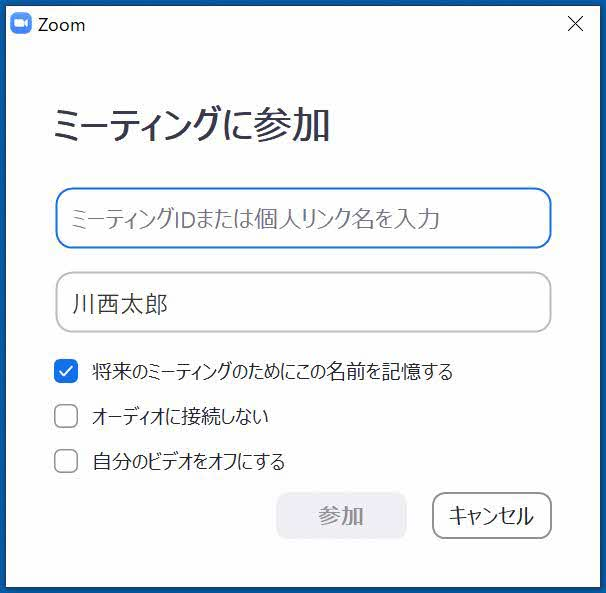 Zoom
ミーティングに参加
ミーティングIDまたは個人リンク名を入力
川西太郎
将来のミーティングのためにこの名前を記憶する
オーディオに接続しない
自分のビデオをオフにする
参加 キャンセル